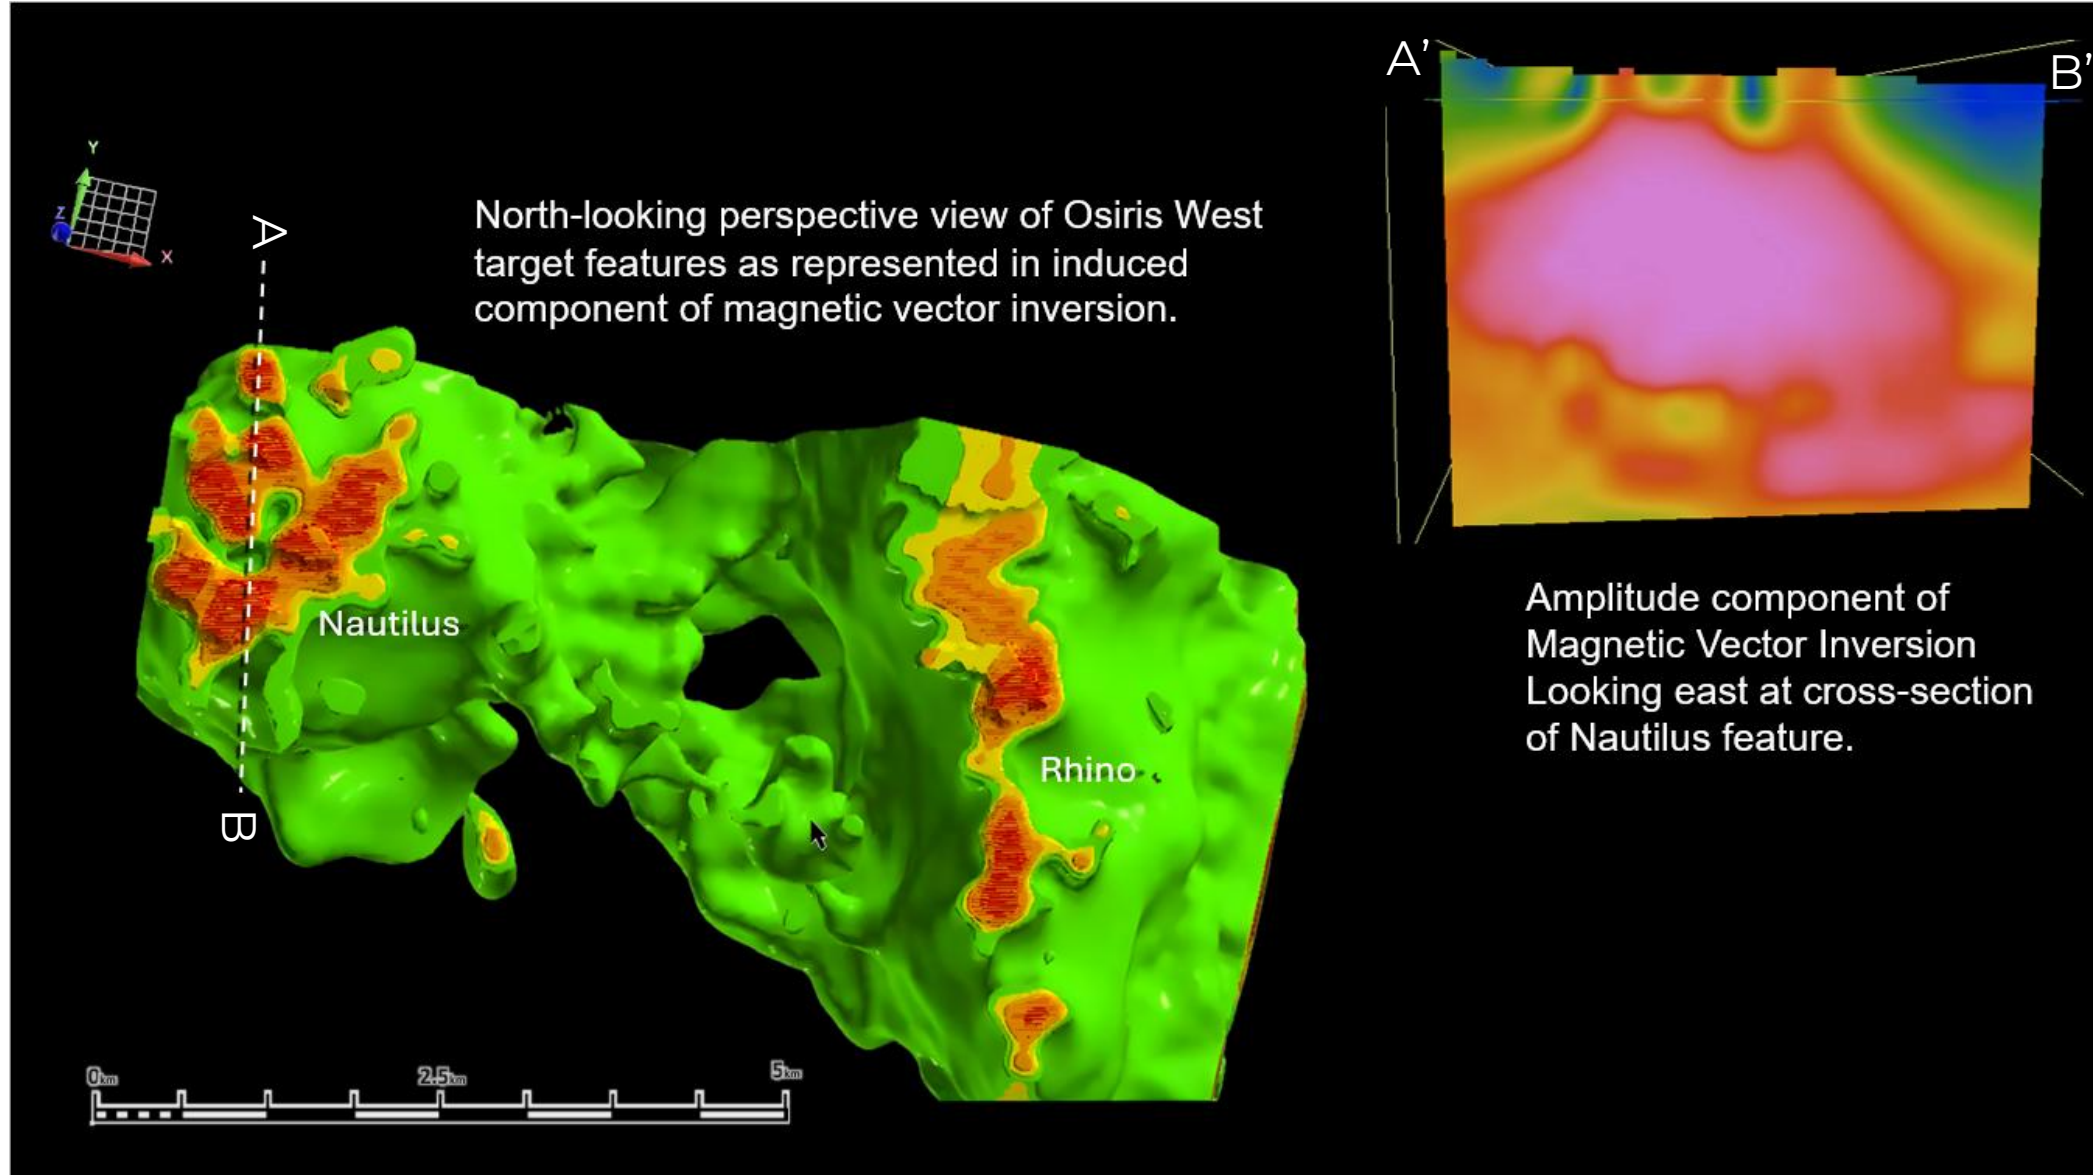 A’
B’
Y
Z
X
A
North-looking perspective view of Osiris West
target features as represented in induced
component of magnetic vector inversion.
Nautilus
Rhino
B
Amplitude component of
Magnetic Vector Inversion
Looking east at cross-section
of Nautilus feature.
0km 2.5km 5km